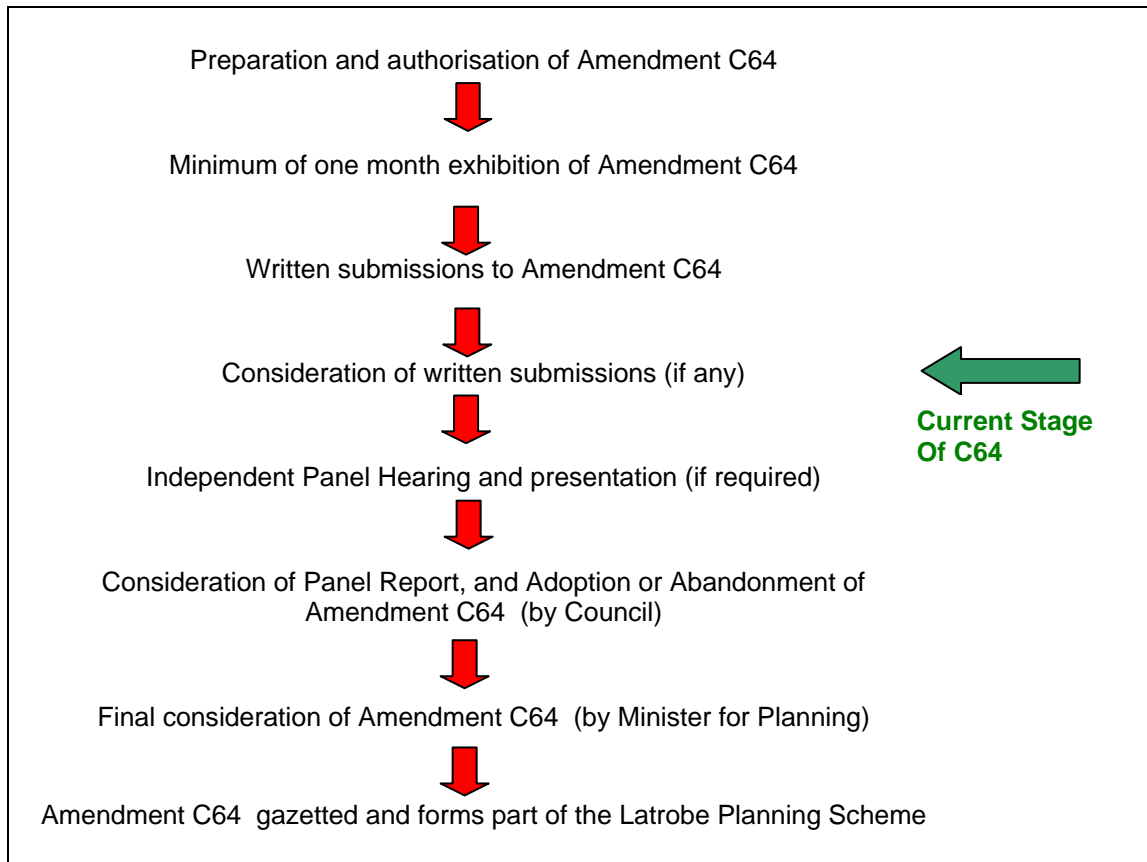 Preparation and authorisation of Amendment C64
Minimum of one month exhibition of Amendment C64
Written submissions to Amendment C64
Consideration of written submissions (if any)
Current Stage
Of C64
Independent Panel Hearing and presentation (if required)
Consideration of Panel Report, and Adoption or Abandonment of
Amendment C64 (by Council)
Final consideration of Amendment C64 (by Minister for Planning)
Amendment C64 gazetted and forms part of the Latrobe Planning Scheme